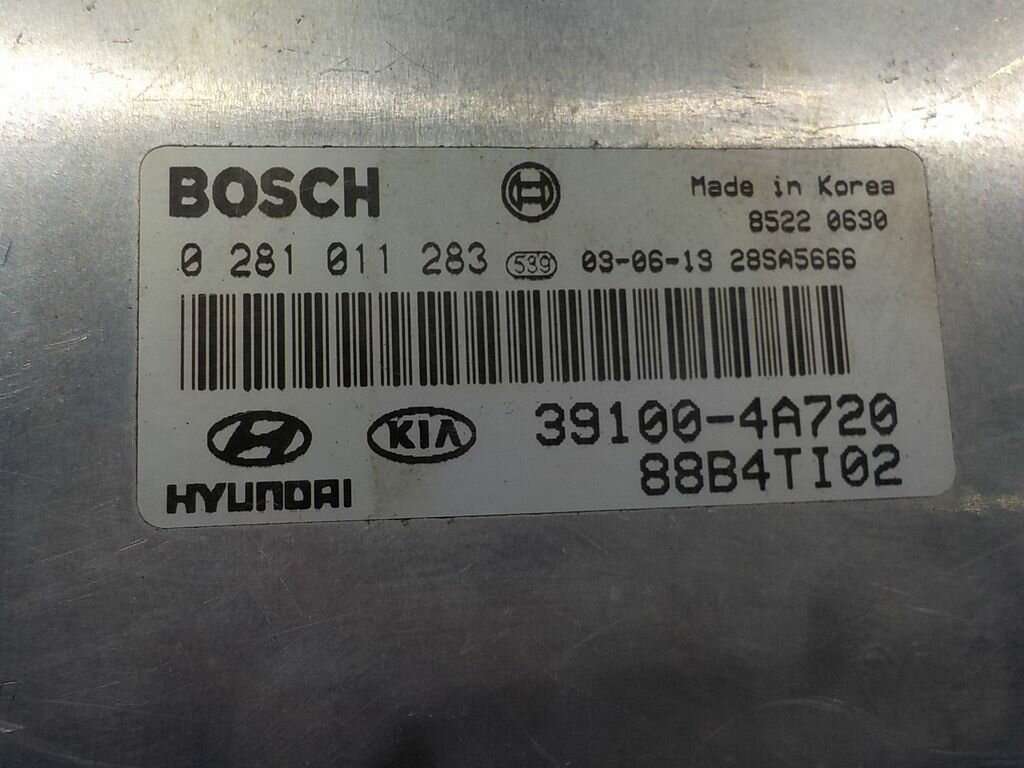 BOSCH
Made in Korea
8522 0630
0 281 011 283 539 03-06-13 28SA5666
39100-4A720
KIA
88B4TI02
HYUNDAI